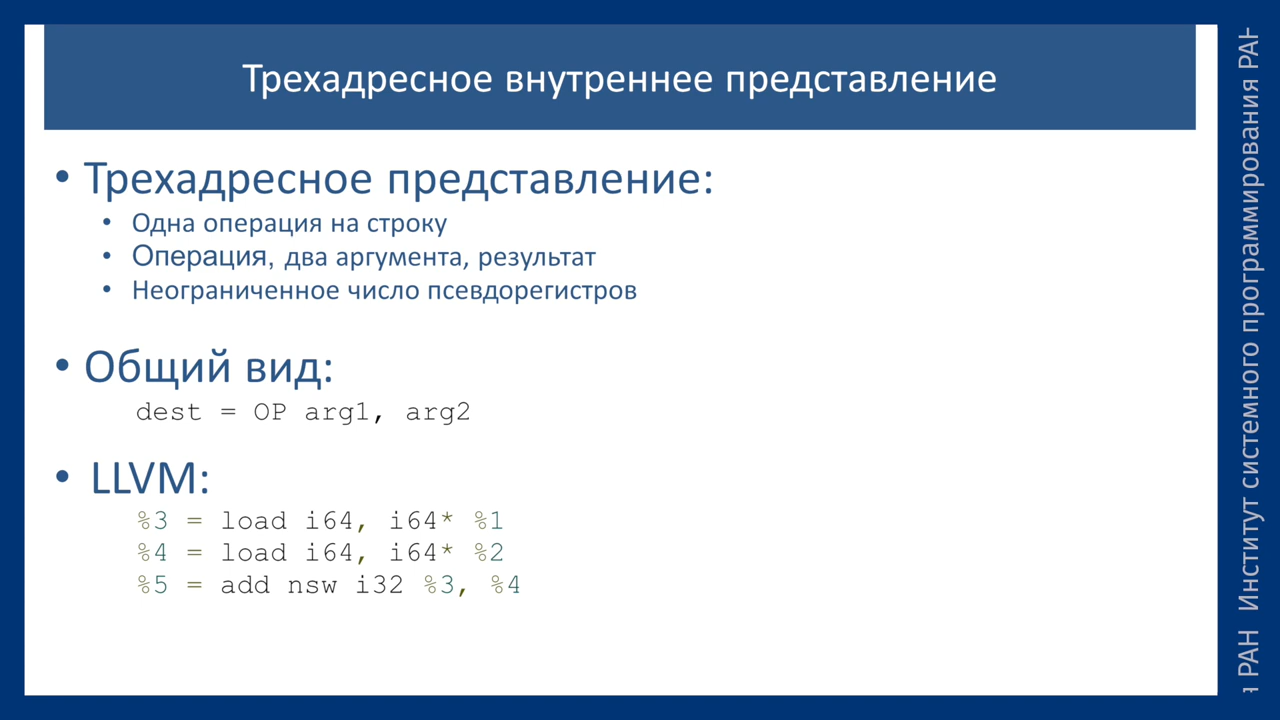 Трехадресное внутреннее представление
• Трехадресное представление:
• Одна операция на строку
• Операция, два аргумента, результат
• Неограниченное число псевдорегистров
• Общий вид:
dest = OP arg1, arg2
• LLVM:
%3 = load i64, i64* %1
%4 = load i64, i64* %2
%5 = add nsw i32 %3, %4
я РАН Институт системного программирования РАН